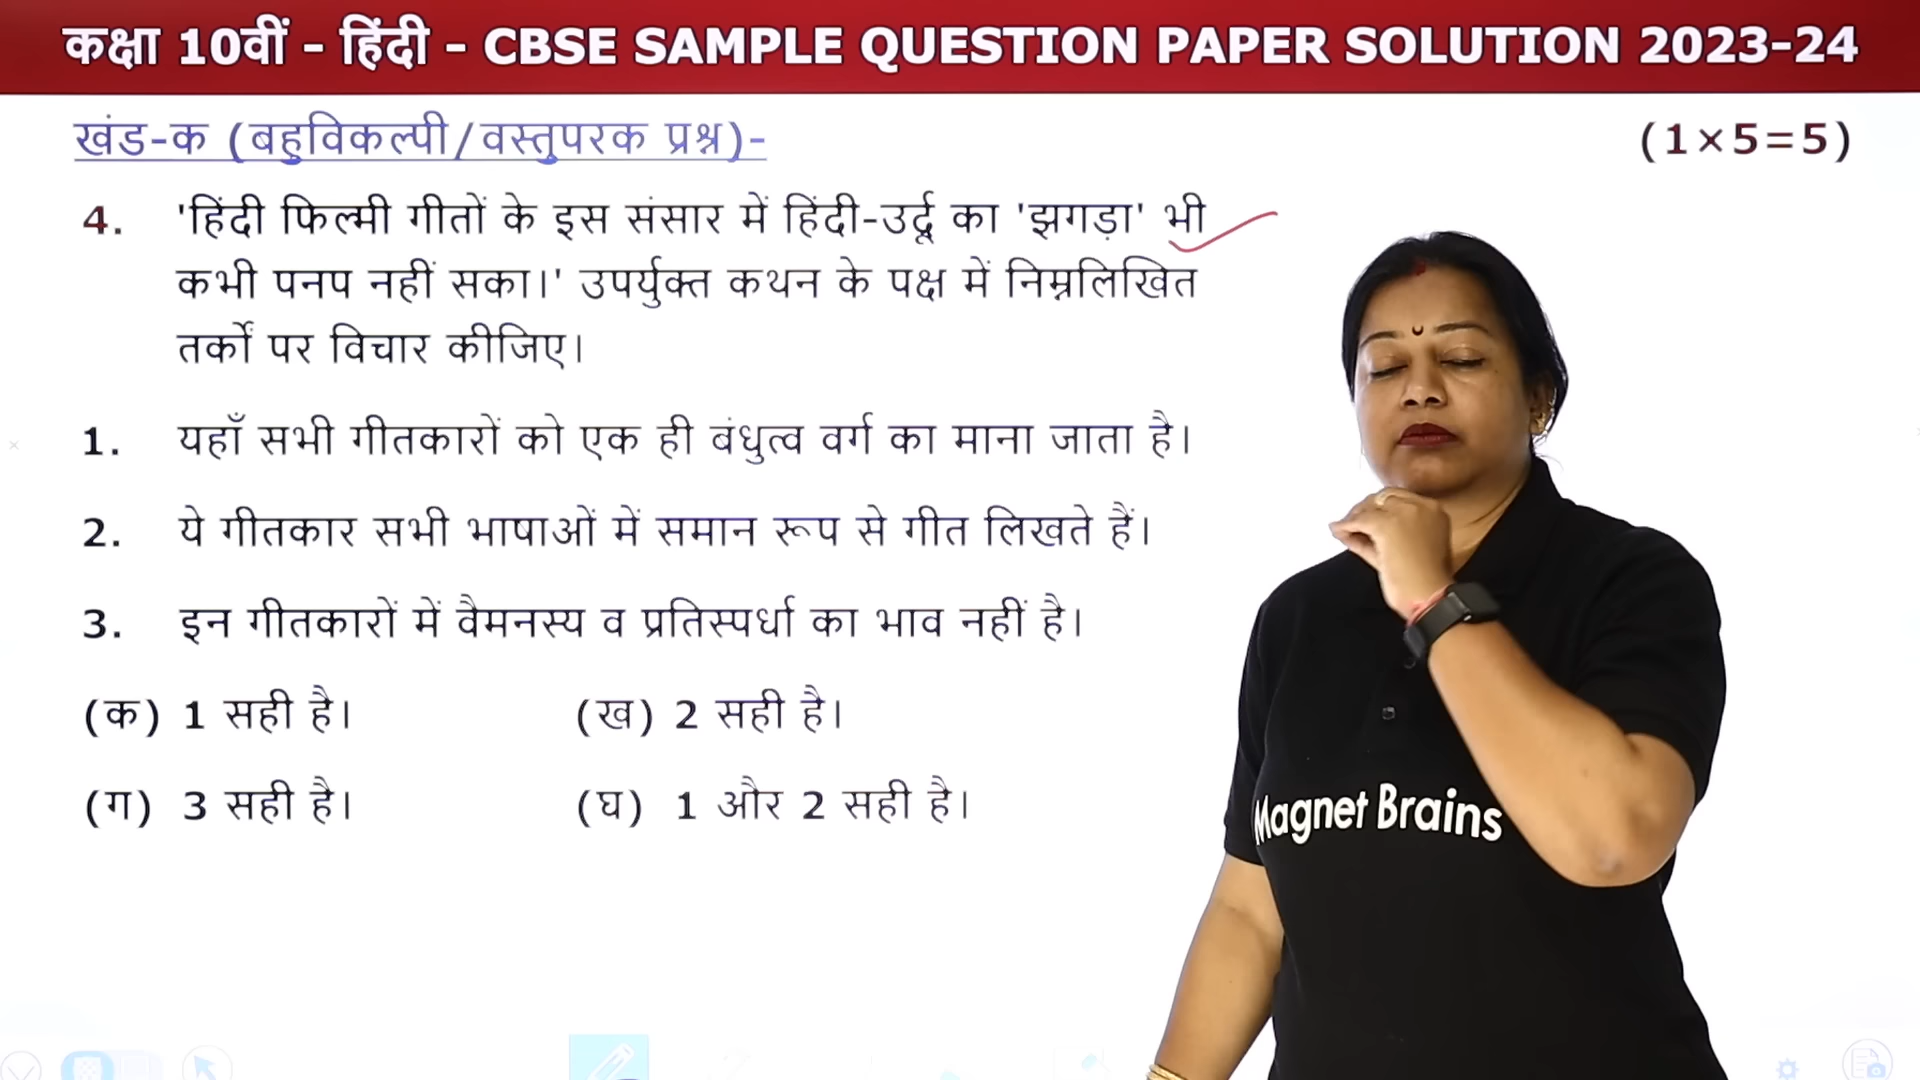 कक्षा 10वीं - हिंदी - CBSE SAMPLE QUESTION PAPER SOLUTION 2023-24
खंड-क (बहुविकल्पी/वस्तुपरक प्रश्न)- (1×5=5)
4. 'हिंदी फिल्मी गीतों के इस संसार में हिंदी-उर्दू का 'झगड़ा' भी
कभी पनप नहीं सका।' उपर्युक्त कथन के पक्ष में निम्नलिखित
तर्कों पर विचार कीजिए।
1. यहाँ सभी गीतकारों को एक ही बंधुत्व वर्ग का माना जाता है।
2. ये गीतकार सभी भाषाओं में समान रूप से गीत लिखते हैं।
3. इन गीतकारों में वैमनस्य व प्रतिस्पर्धा का भाव नहीं है।
(क) 1 सही है। (ख) 2 सही है।
(ग) 3 सही है। (घ) 1 और 2 सही है।
Magnet Brains